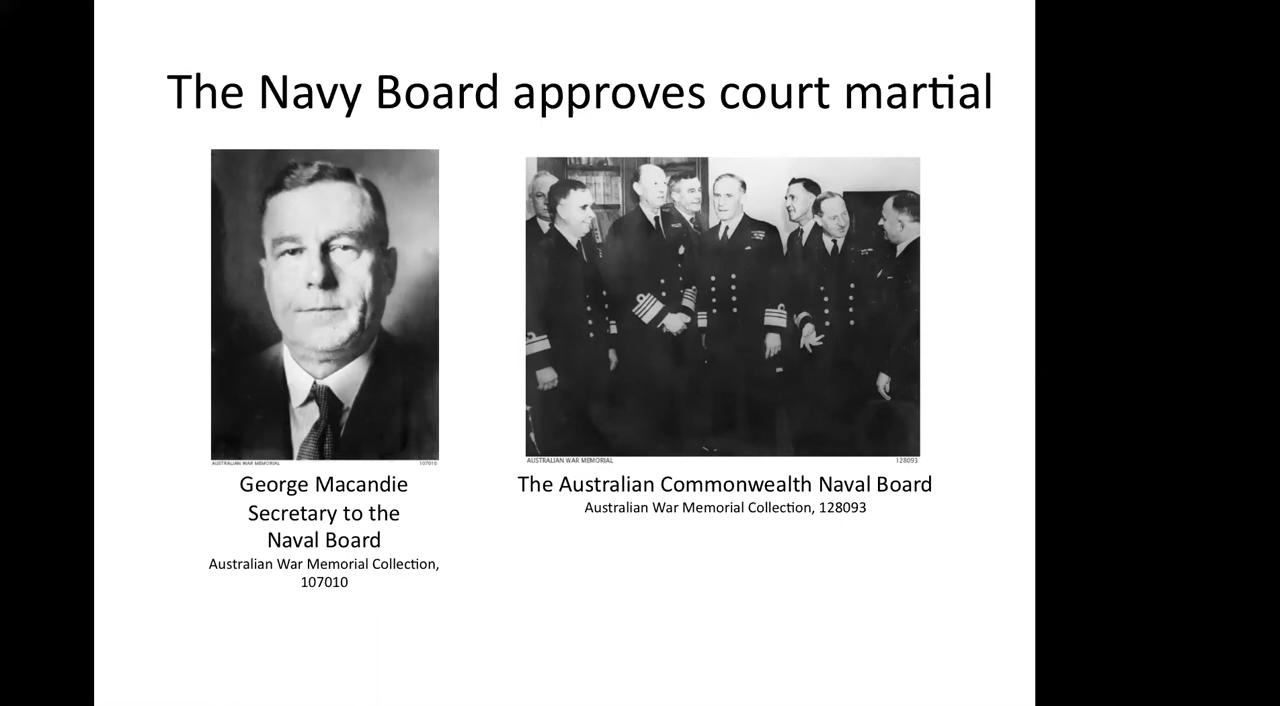 The Navy Board approves court martial
AUSTRALIAN WAR MEMORIAL 107010
George Macandie
Secretary to the
Naval Board
Australian War Memorial Collection,
107010
AUSTRALIAN WAR MEMORIAL 128093
The Australian Commonwealth Naval Board
Australian War Memorial Collection, 128093